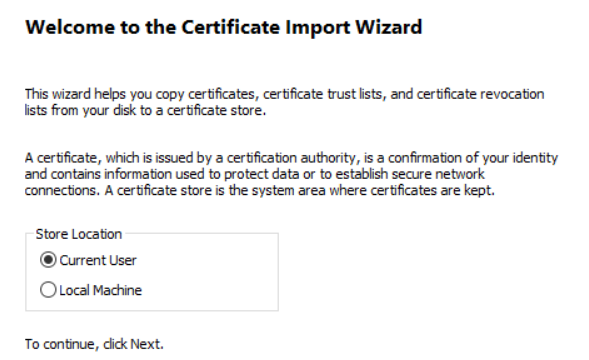 Welcome to the Certificate Import Wizard
This wizard helps you copy certificates, certificate trust lists, and certificate revocation
lists from your disk to a certificate store.
A certificate, which is issued by a certification authority, is a confirmation of your identity
and contains information used to protect data or to establish secure network
connections. A certificate store is the system area where certificates are kept.
Store Location
Current User
Local Machine
To continue, click Next.